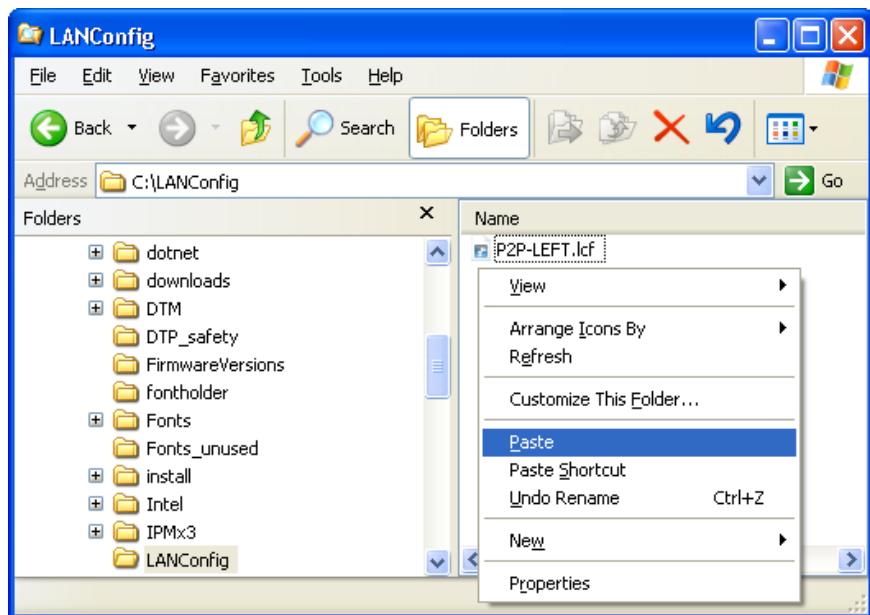 LANConfig
File Edit View Favorites Tools Help
Back Search Folders
Address C:\LANConfig Go
Folders x Name
dotnet
downloads
DTM
DTP_safety
FirmwareVersions
fontholder
Fonts
Fonts_unused
install
Intel
IPMx3
LANConfig
P2P-LEFT.lcf
View
Arrange Icons By
Refresh
Customize This Folder...
Paste
Paste Shortcut
Undo Rename Ctrl+Z
New
Properties